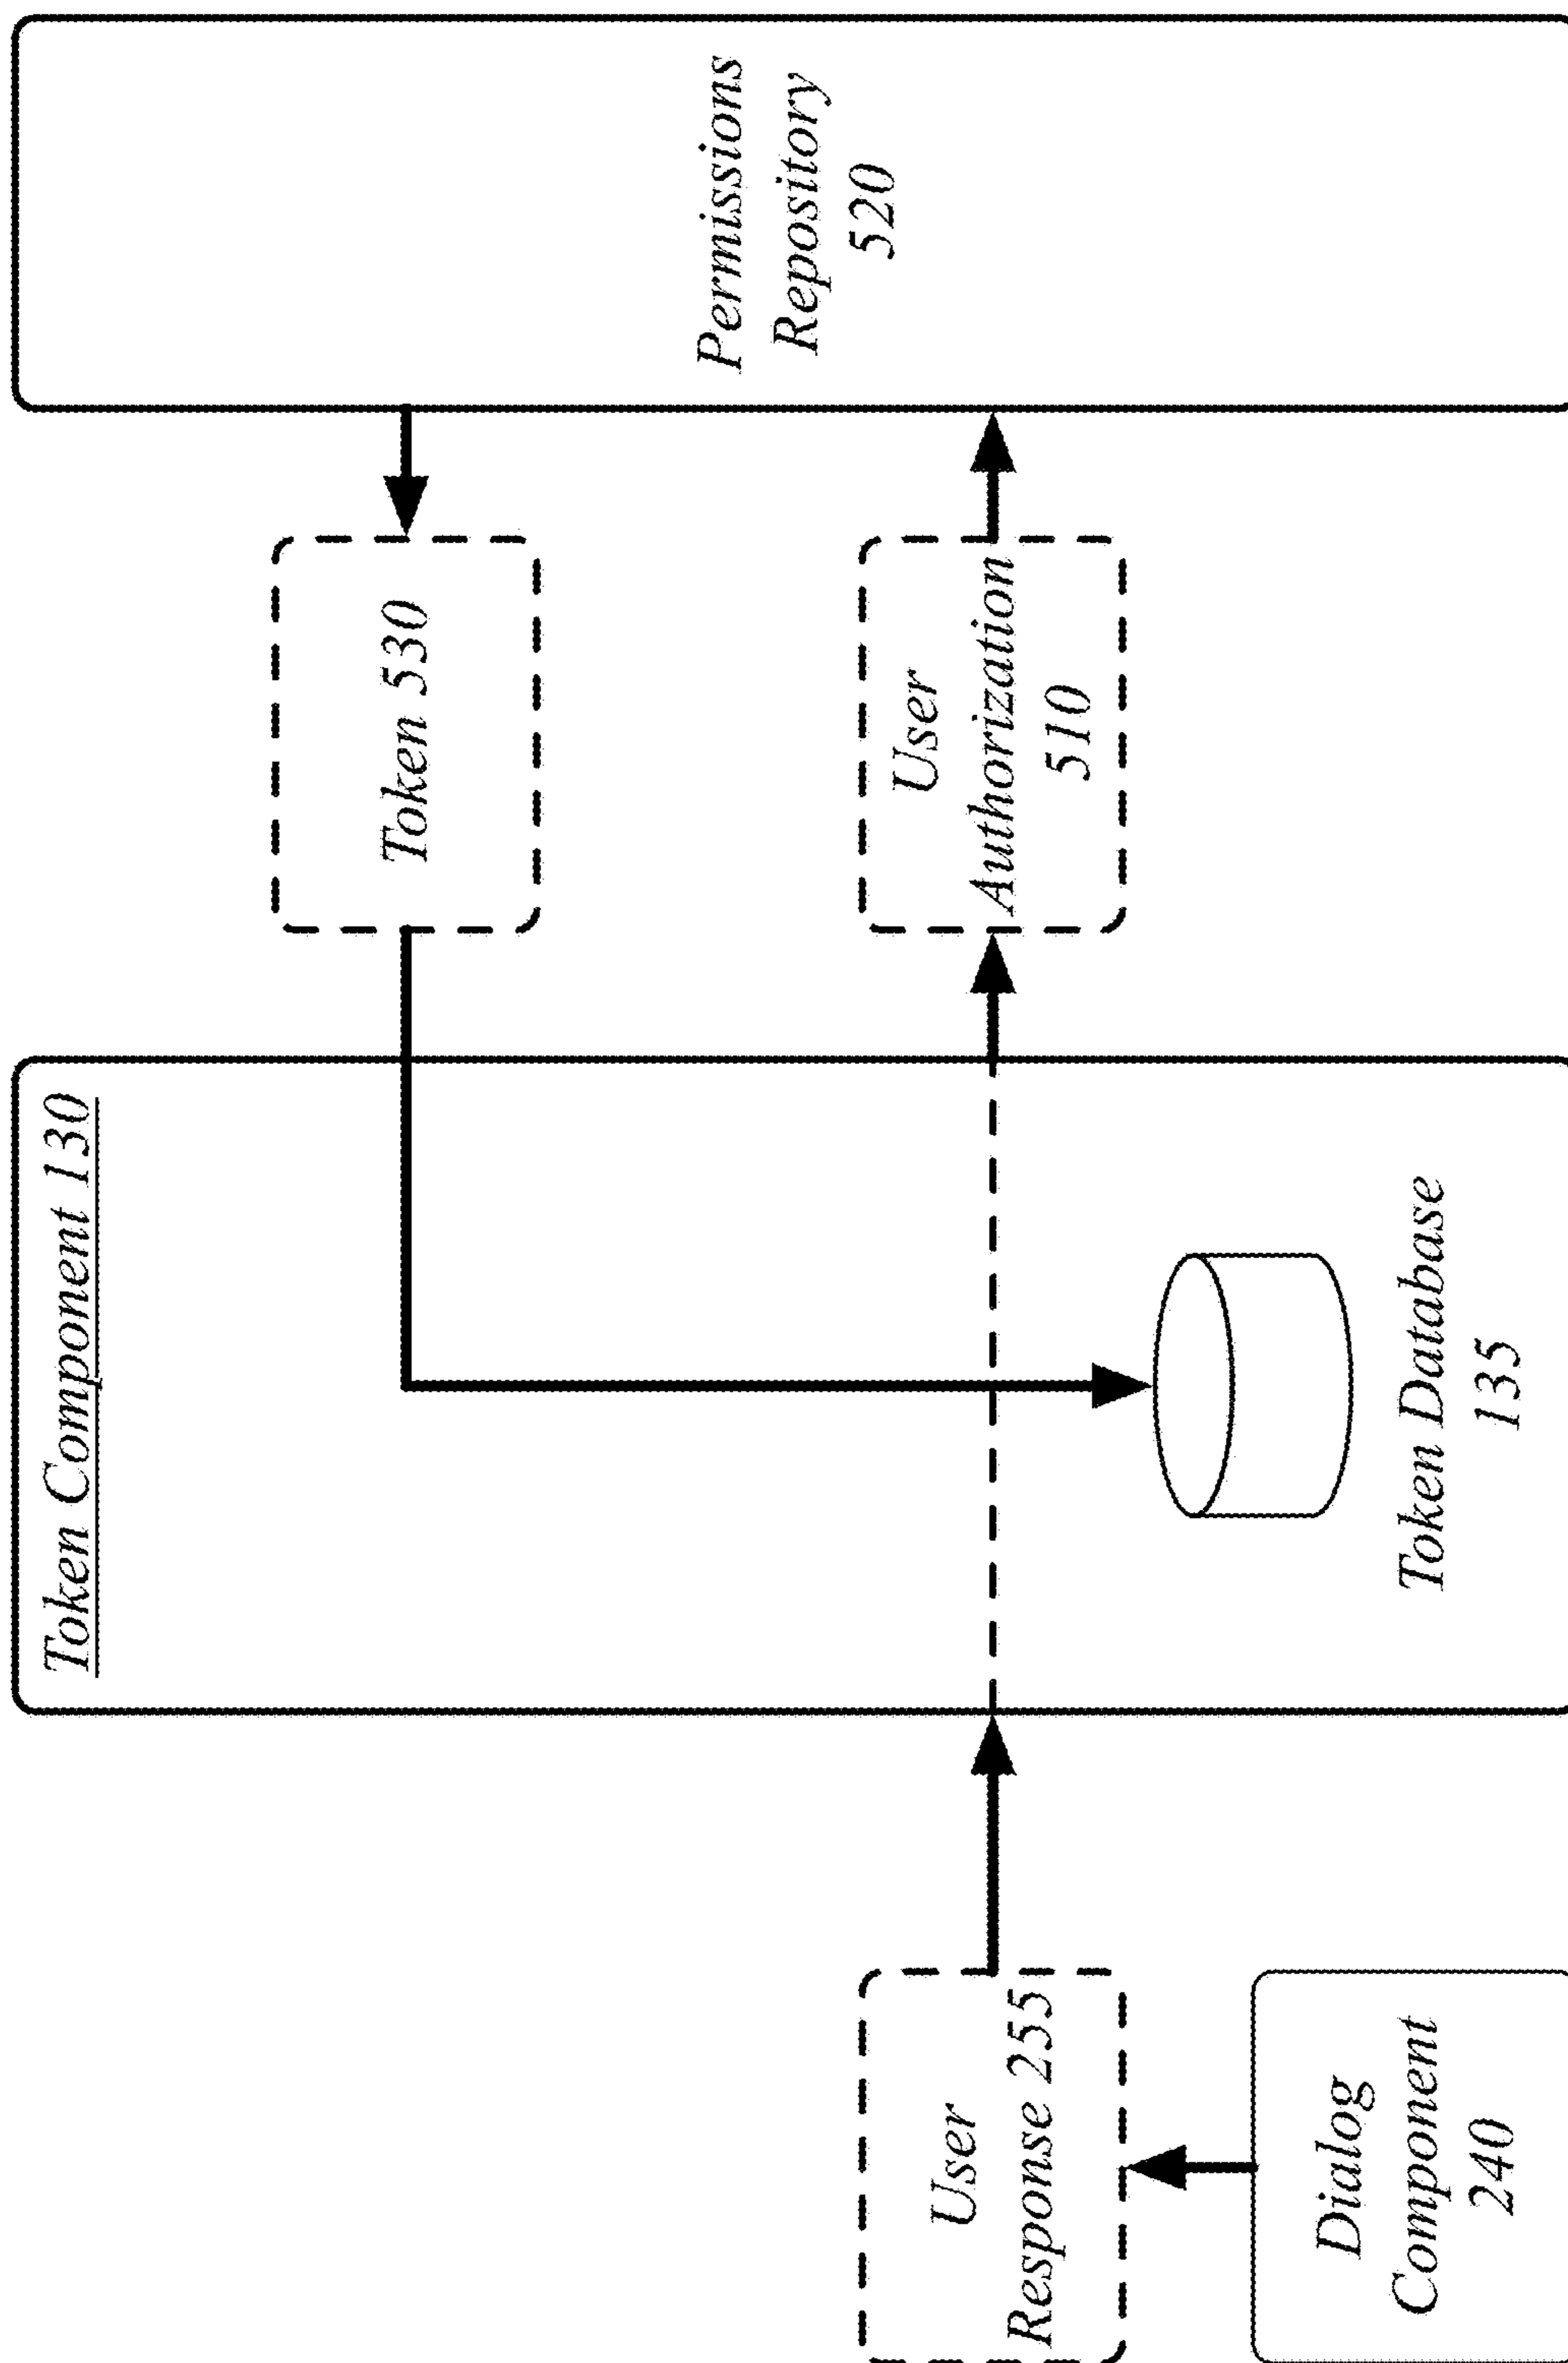 Token Component 130
Token Database
135
User
Response 255
Dialog
Component
240
Token 530
User
Authorization
510
Permissions
Repository
520